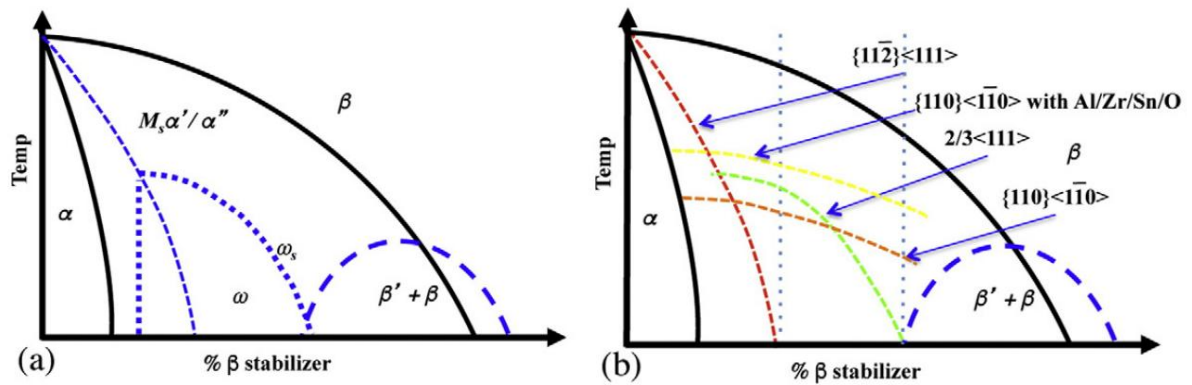 β
M_sα′/α″
Temp
α
ω_s
ω
β′ + β
(a)
% β stabilizer
{112̅}<111>
{110}<11̅0> with Al/Zr/Sn/O
2/3<111>
β
Temp
{110}<11̅0>
α
β′ + β
(b)
% β stabilizer